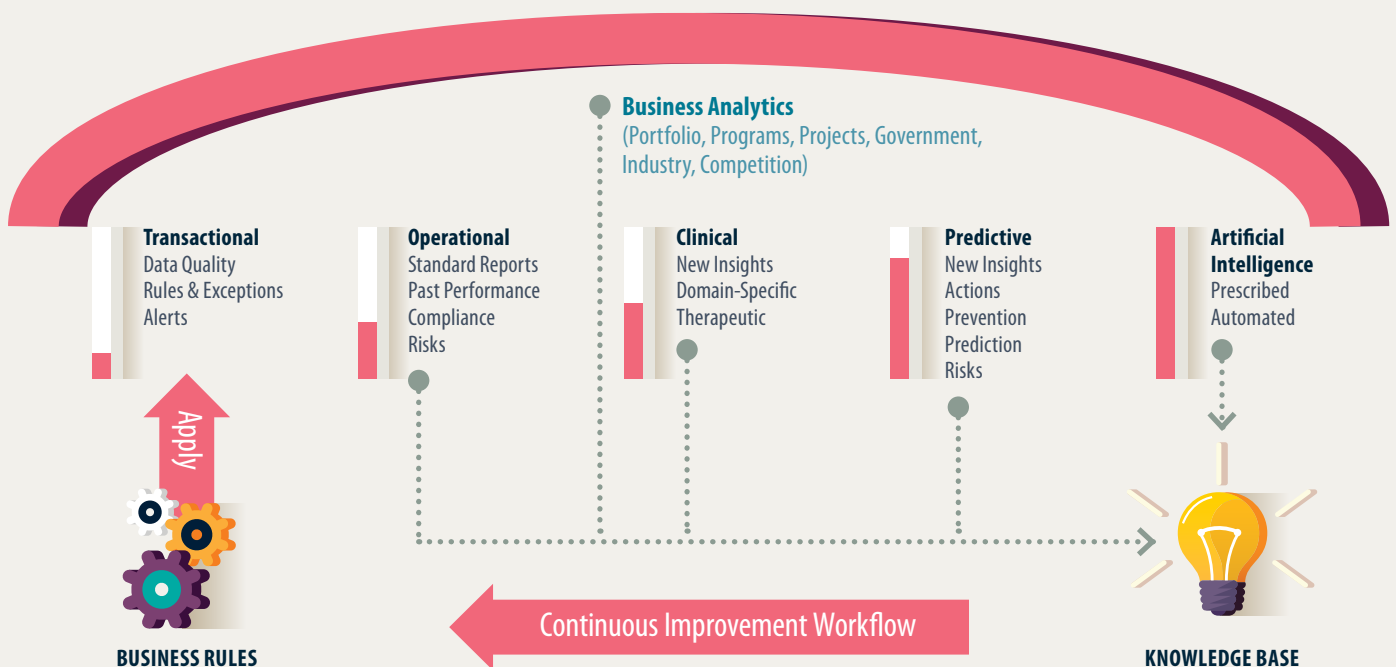 Business Analytics
(Portfolio, Programs, Projects, Government,
Industry, Competition)
Transactional
Data Quality
Rules & Exceptions
Alerts
Operational
Standard Reports
Past Performance
Compliance
Risks
Clinical
New Insights
Domain-Specific
Therapeutic
Predictive
New Insights
Actions
Prevention
Prediction
Risks
Artificial
Intelligence
Prescribed
Automated
Apply
Continuous Improvement Workflow
BUSINESS RULES
KNOWLEDGE BASE